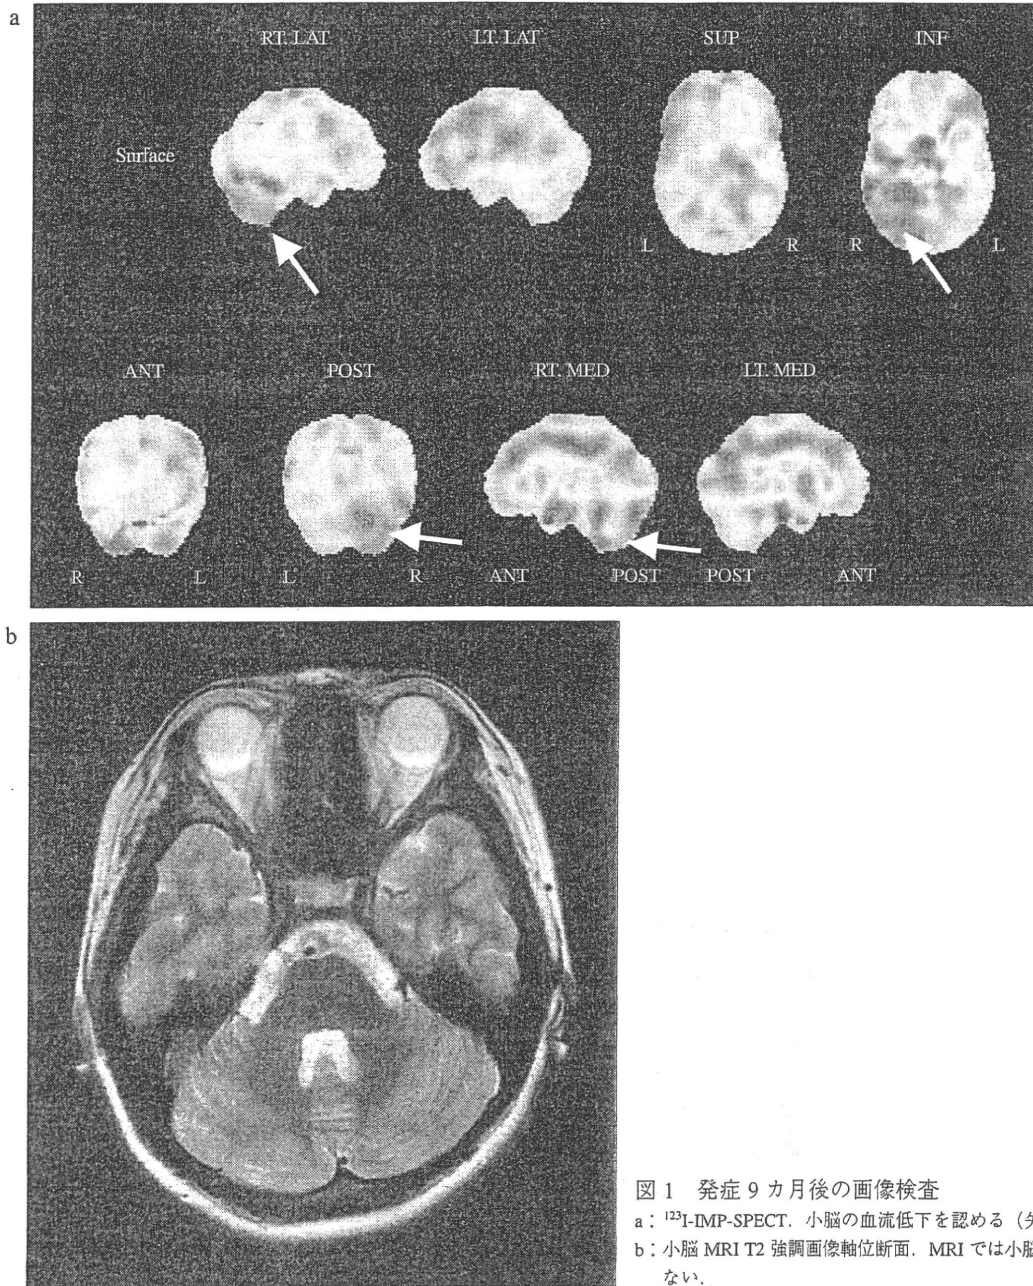 a
RT. LAT LT. LAT SUP INF
Surface
L R R L
ANT POST RT. MED LT. MED
R L L R ANT POST POST ANT
b
図 1 発症 9 カ月後の画像検査
a：¹²³I-IMP-SPECT．小脳の血流低下を認める（
b：小脳 MRI T2 強調画像軸位断面．MRI では小脳
ない．